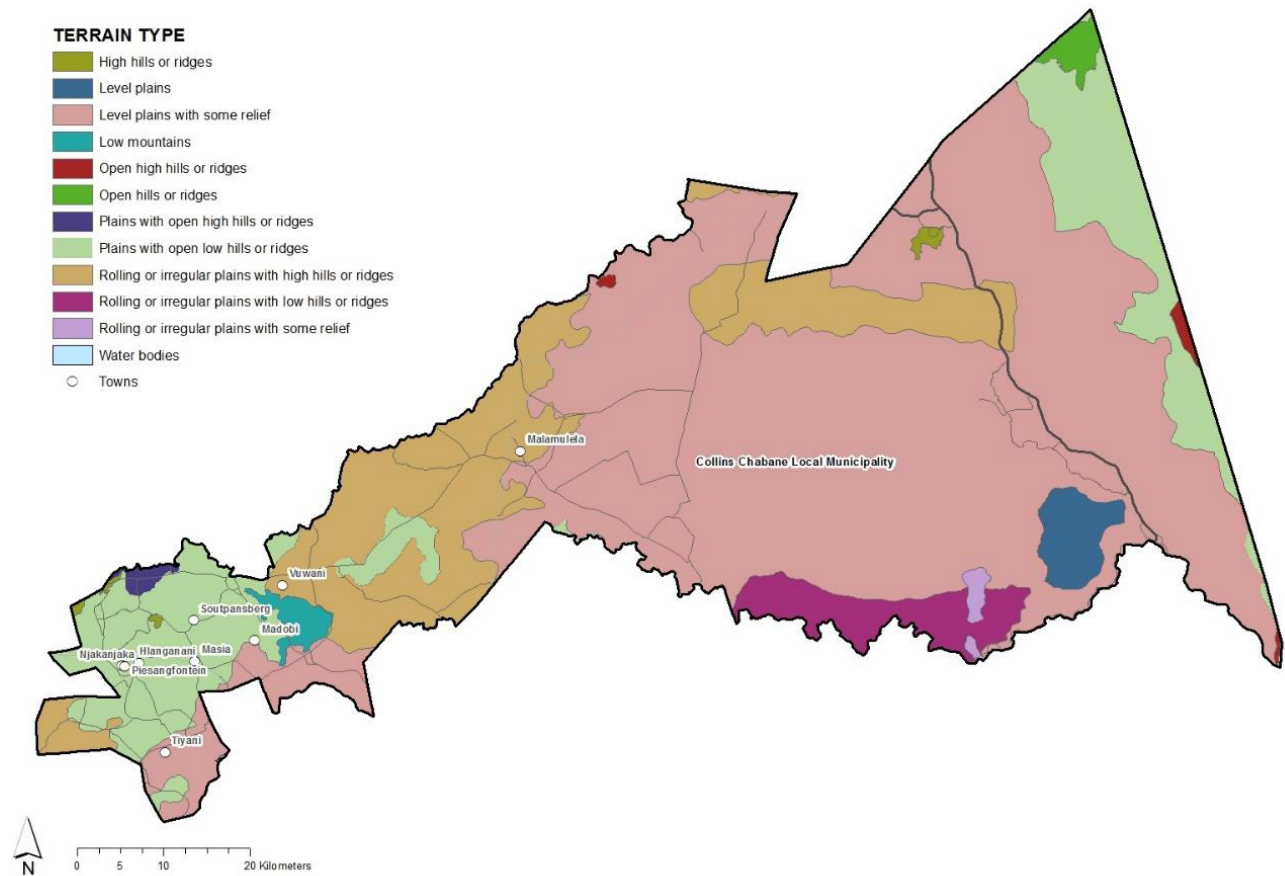 TERRAIN TYPE
High hills or ridges
Level plains
Level plains with some relief
Low mountains
Open high hills or ridges
Open hills or ridges
Plains with open high hills or ridges
Plains with open low hills or ridges
Rolling or irregular plains with high hills or ridges
Rolling or irregular plains with low hills or ridges
Rolling or irregular plains with some relief
Water bodies
Towns
Malamulela
Collins Chabane Local Municipality
Vuwani
Soutpansberg
Madobi
Njakanjaka
Hlanganani
Masia
Piesangfontein
Tiyani
N
0 5 10 20 Kilometers